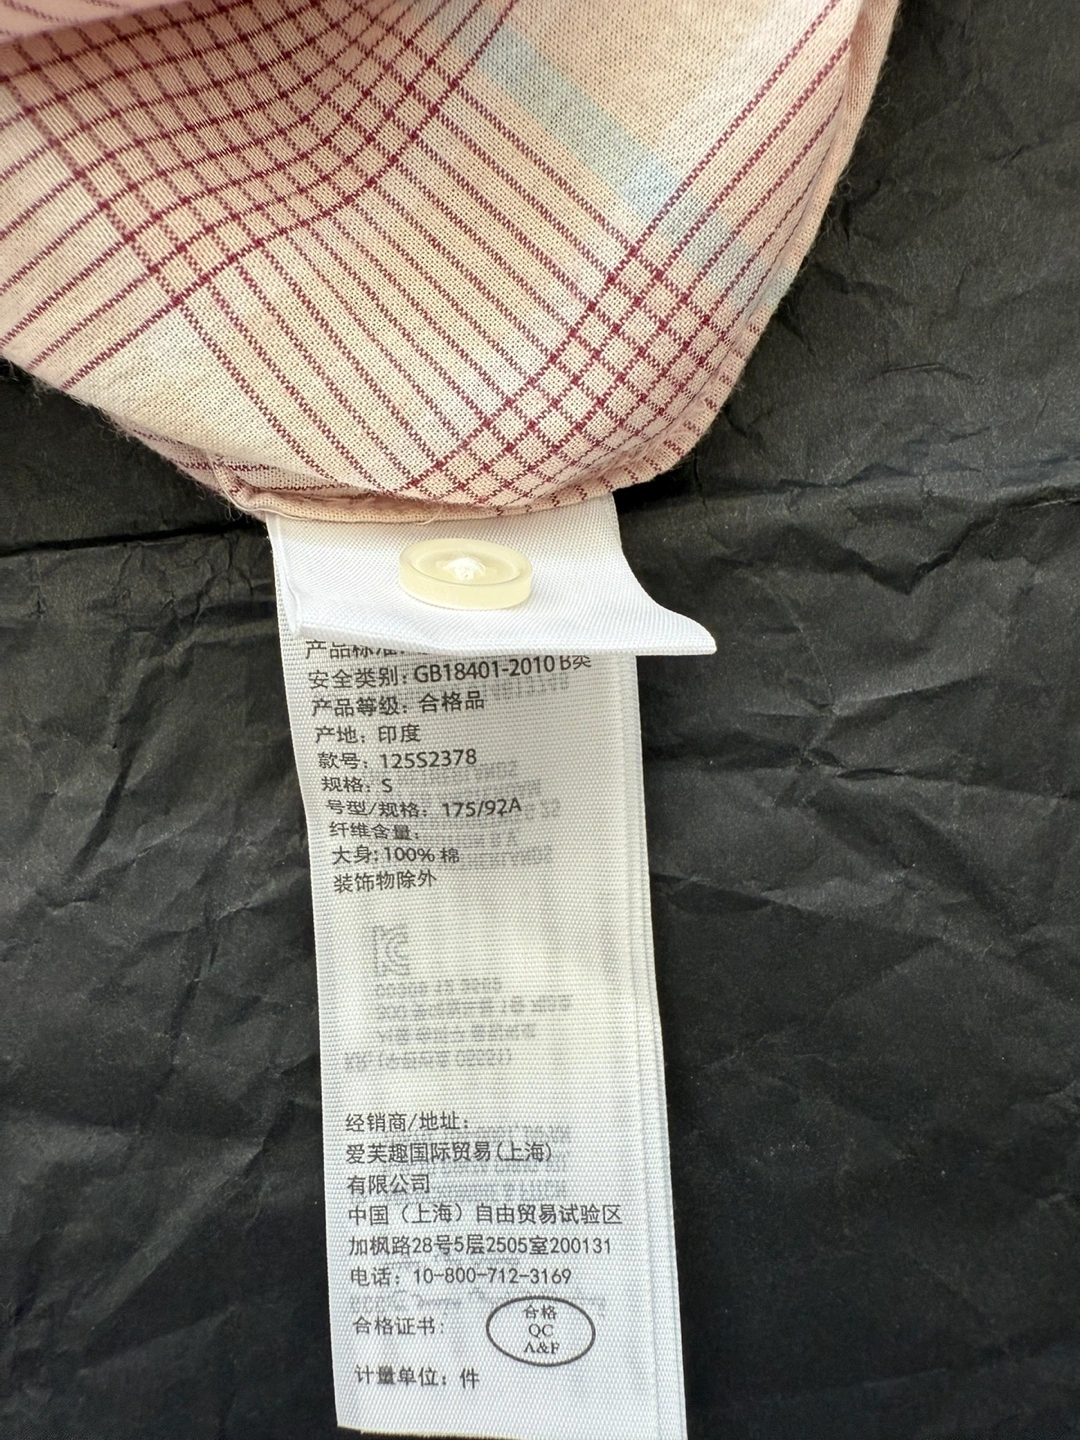 产品标准:
安全类别: GB18401-2010 B类
产品等级: 合格品
产地: 印度
款号: 125S2378
规格: S
号型/规格: 175/92A
纤维含量:
大身: 100% 棉
装饰物除外
经销商/地址:
爱芙趣国际贸易(上海)
有限公司
中国（上海）自由贸易试验区
加枫路28号5层2505室200131
电话: 10-800-712-3169
合格证书:
合格
QC
A&F
计量单位: 件